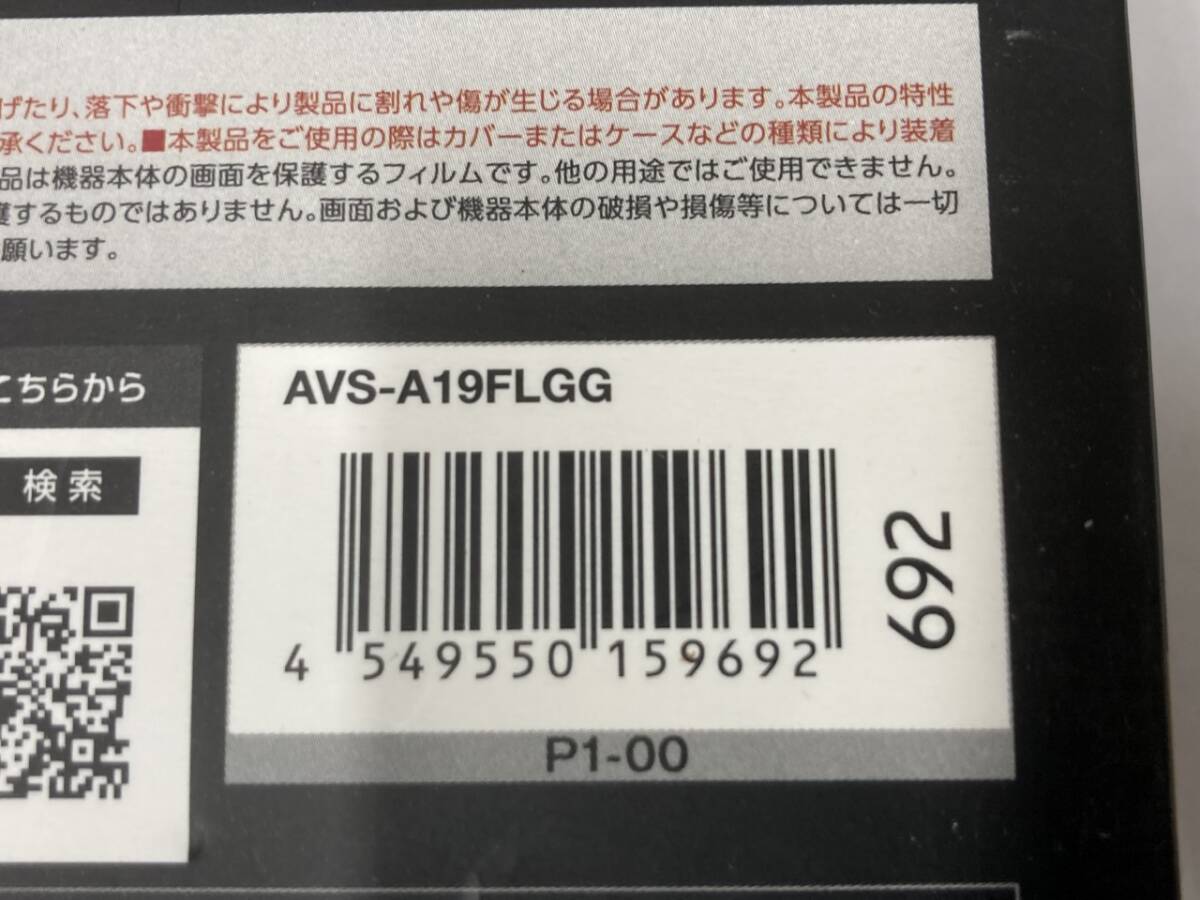 げたり、落下や衝撃により製品に割れや傷が生じる場合があります。本製品の特性
承ください。■本製品をご使用の際はカバーまたはケースなどの種類により装着
品は機器本体の画面を保護するフィルムです。他の用途ではご使用できません。
護するものではありません。画面および機器本体の破損や損傷等については一切
願います。
こちらから
検索
AVS-A19FLGG
4 549550 159692
692
P1-00